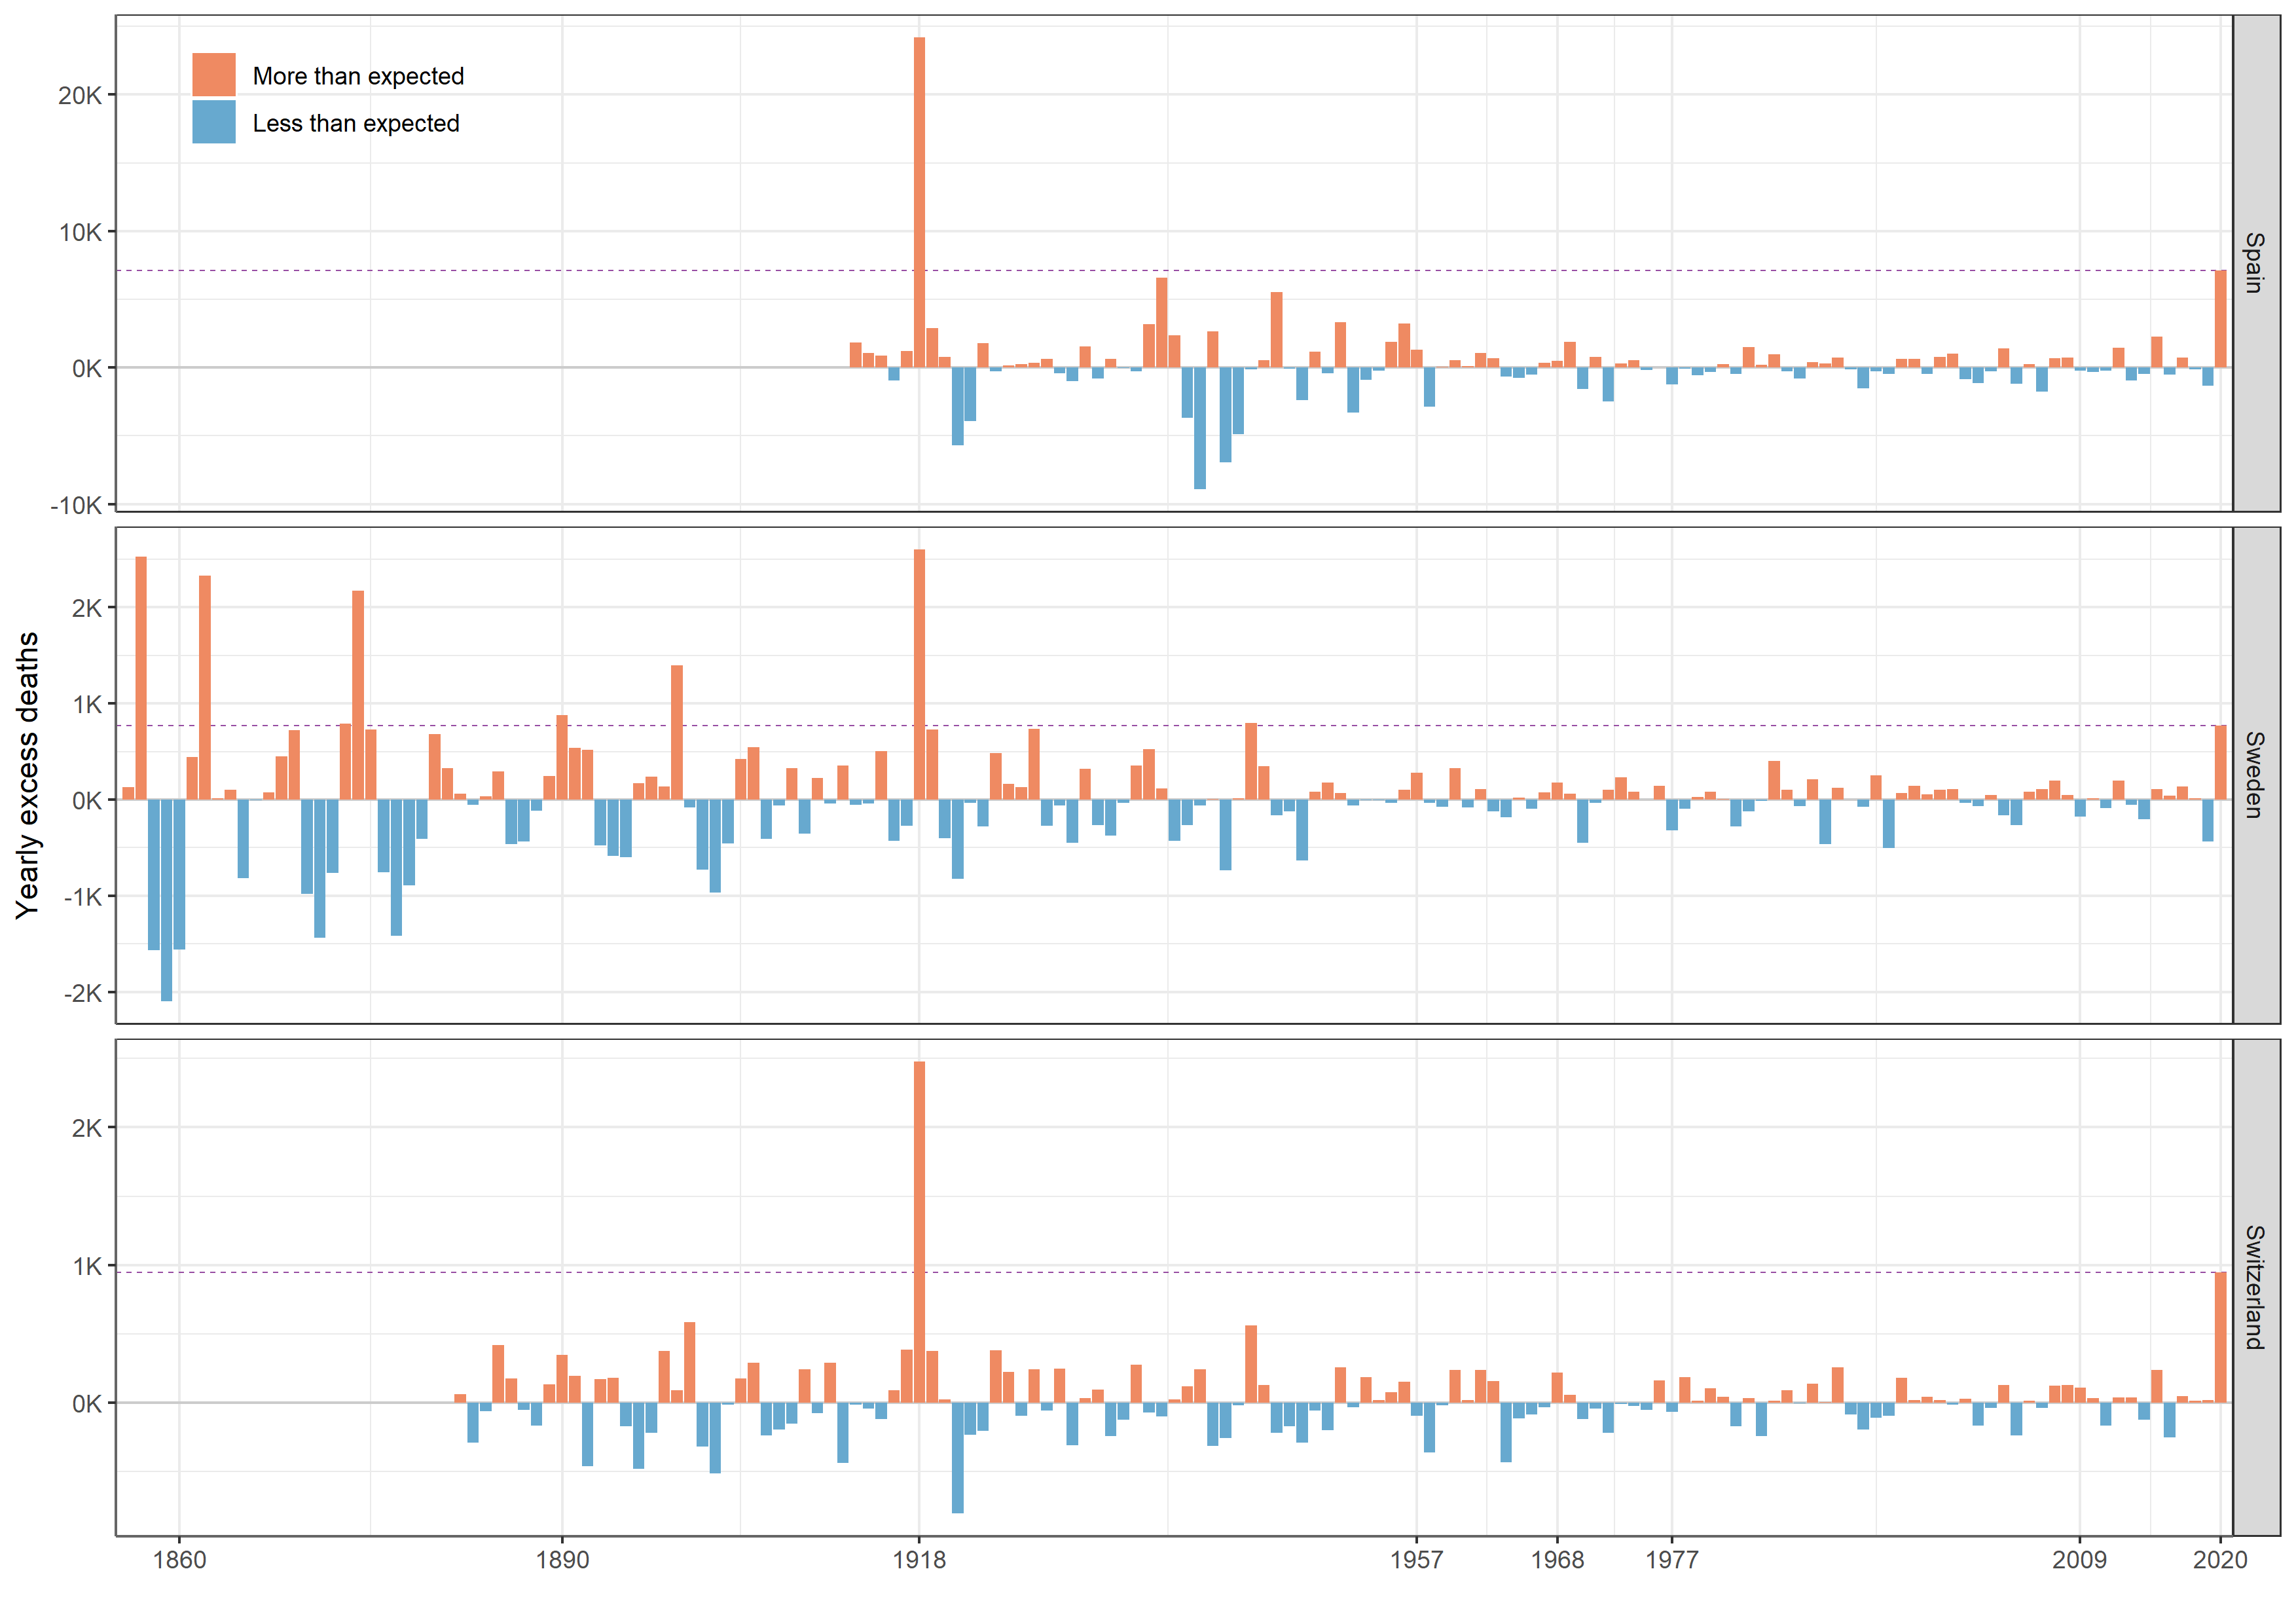 More than expected
Less than expected
20K
10K
0K
-10K
Spain
Yearly excess deaths
2K
1K
0K
-1K
-2K
Sweden
2K
1K
0K
Switzerland
1860 1890 1918 1957 1968 1977 2009 2020